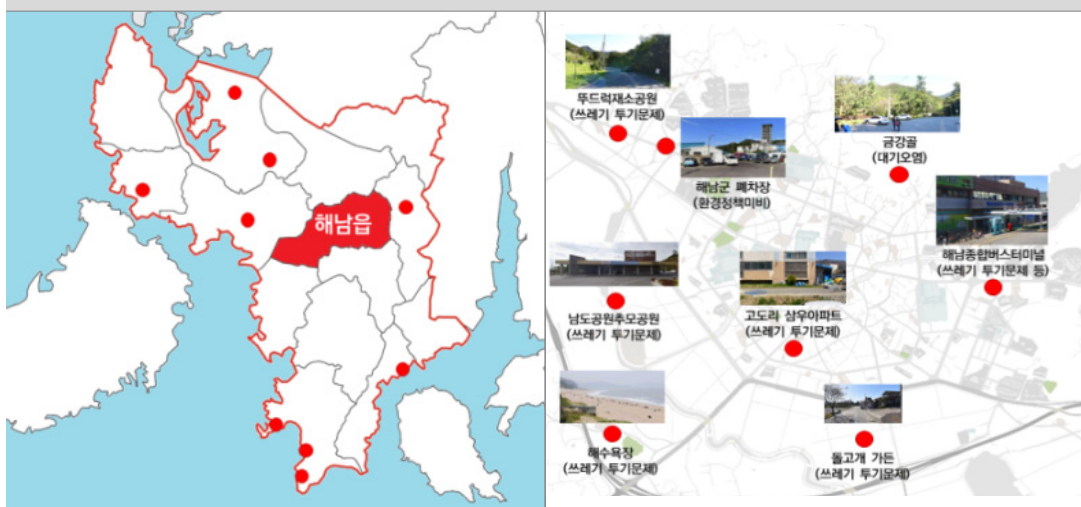 해남읍
뚜드럭재소공원
(쓰레기 투기문제)
해남군 폐차장
(환경정책미비)
금강골
(대기오염)
해남종합버스터미널
(쓰레기 투기문제 등)
남도공원추모공원
(쓰레기 투기문제)
고도리 삼우아파트
(쓰레기 투기문제)
해수욕장
(쓰레기 투기문제)
돌고개 가든
(쓰레기 투기문제)